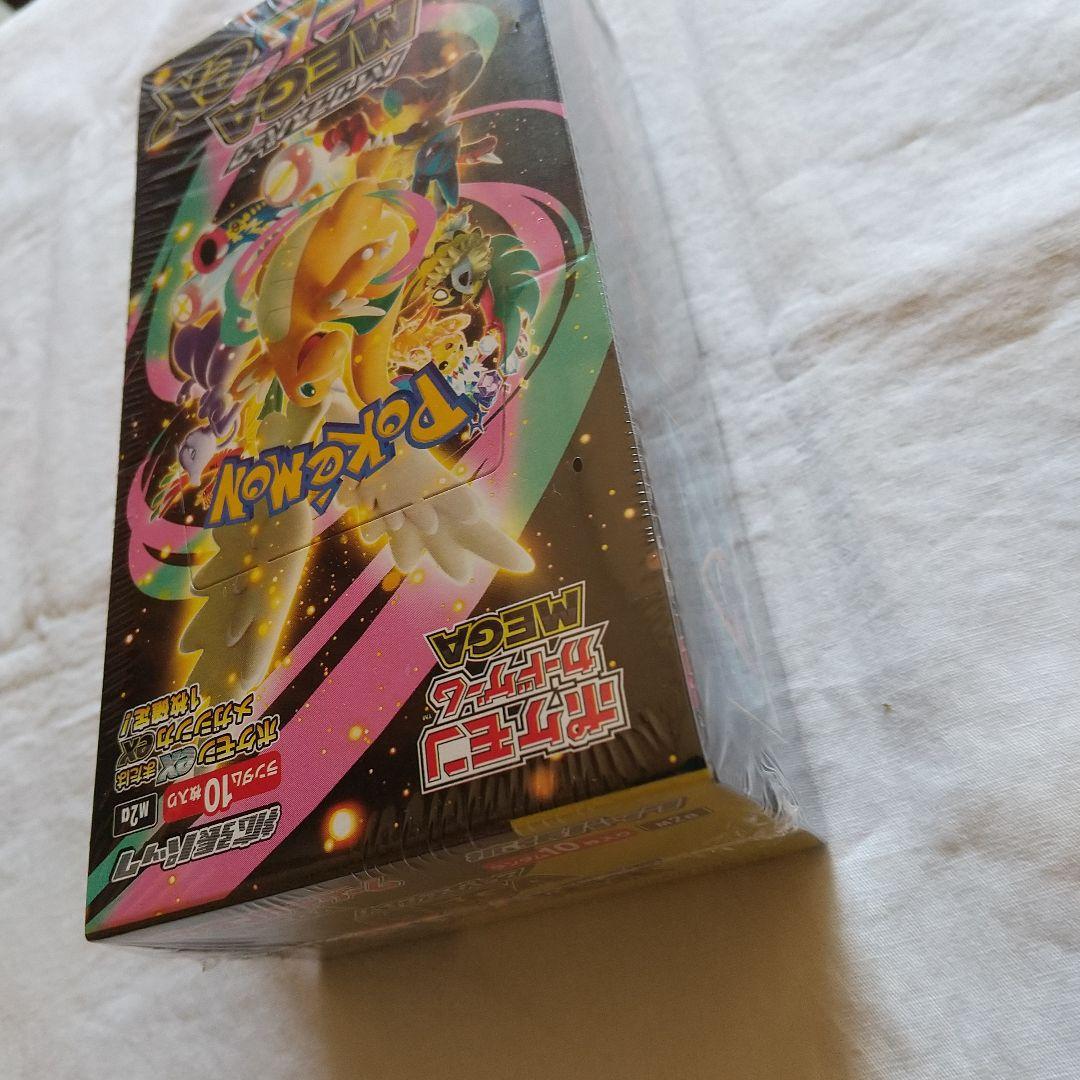 ポケモン
カードゲーム
MEGA
POKÉMON
MEGA
ex
拡張パック
ランダム10枚入り
M2a
ポケモンexまたは
メガシンカex
1枚確定!!
M2a